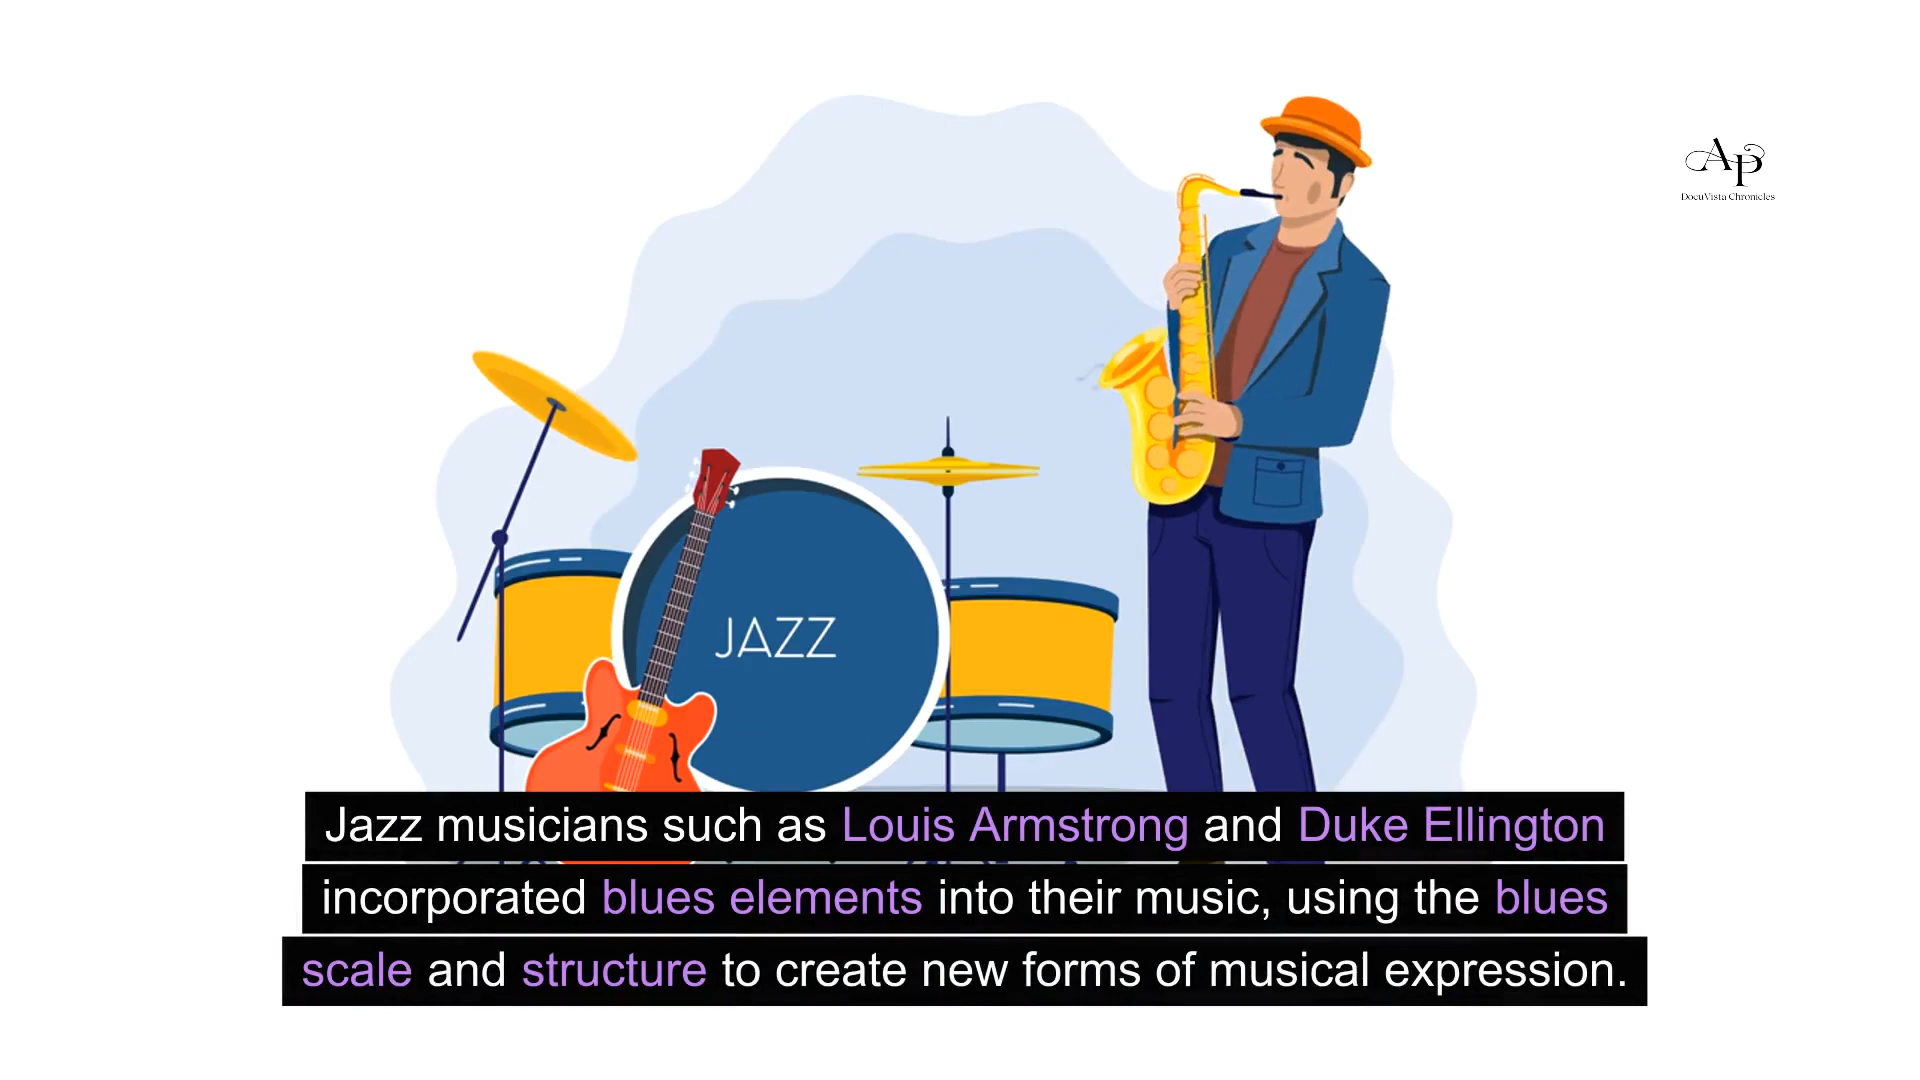 AP
DocuVista Chronicles
JAZZ
Jazz musicians such as Louis Armstrong and Duke Ellington
incorporated blues elements into their music, using the blues
scale and structure to create new forms of musical expression.